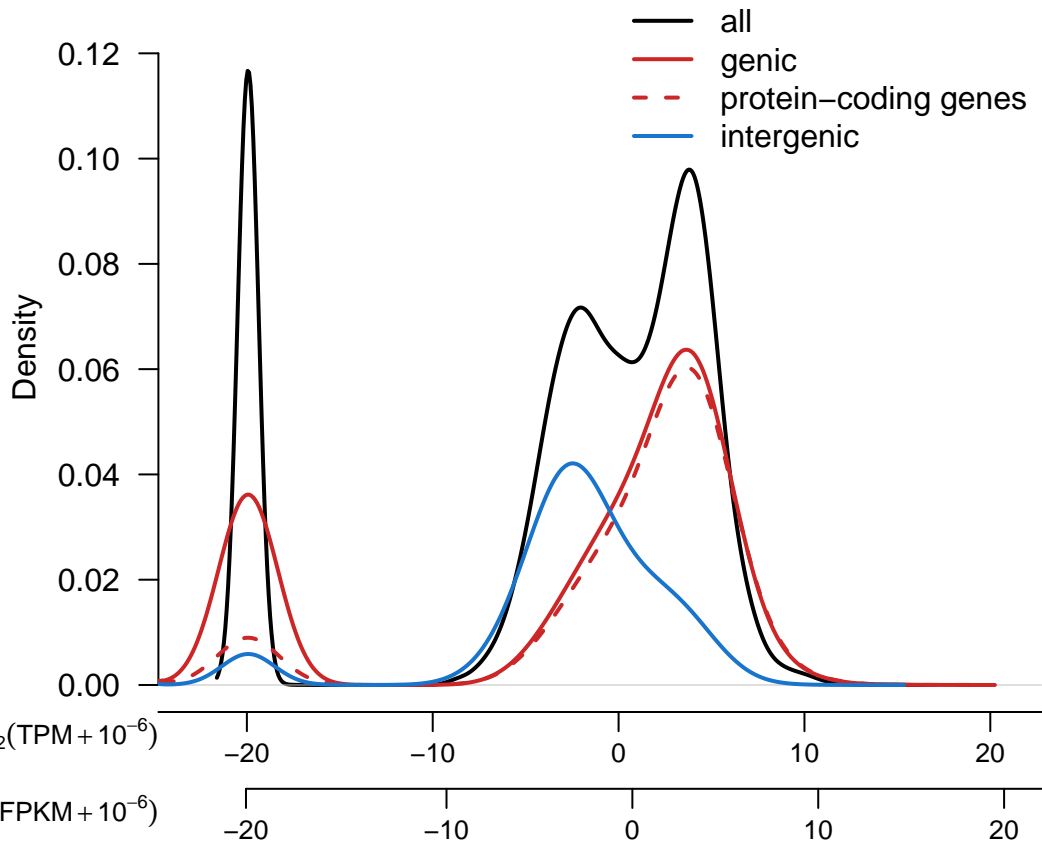 all
genic
protein−coding genes
intergenic
0.12
0.10
0.08
0.06
0.04
0.02
0.00
Density
₂(TPM + 10⁻⁶)
−20 −10 0 10 20
FPKM + 10⁻⁶)
−20 −10 0 10 20